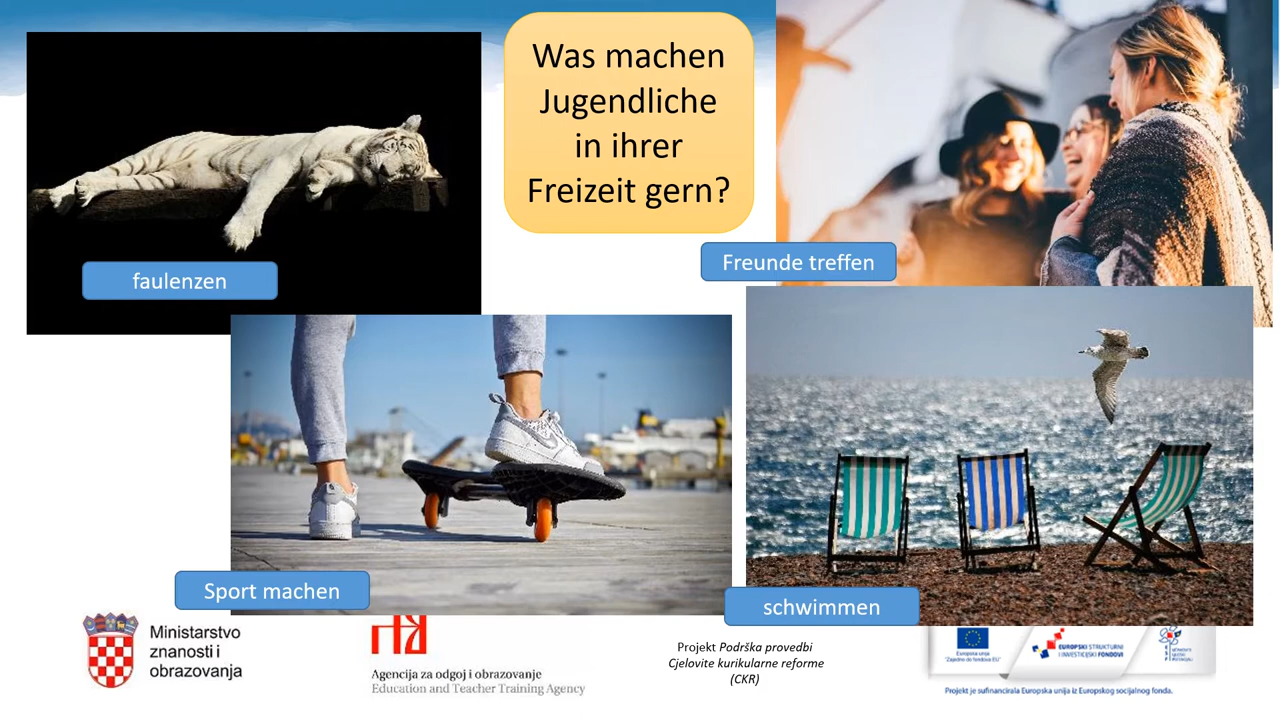 Was machen
Jugendliche
in ihrer
Freizeit gern?
faulenzen
Freunde treffen
Sport machen
schwimmen
Ministarstvo
znanosti i
obrazovanja
Agencija za odgoj i obrazovanje
Education and Teacher Training Agency
Projekt Podrška provedbi
Cjelovite kurikularne reforme
(CKR)
Europska unija
"Zajedno do fondova EU"
EUROPSKI STRUKTURNI
I INVESTICIJSKI FONDOVI
Projekt je sufinancirala Europska unija iz Europskog socijalnog fonda.